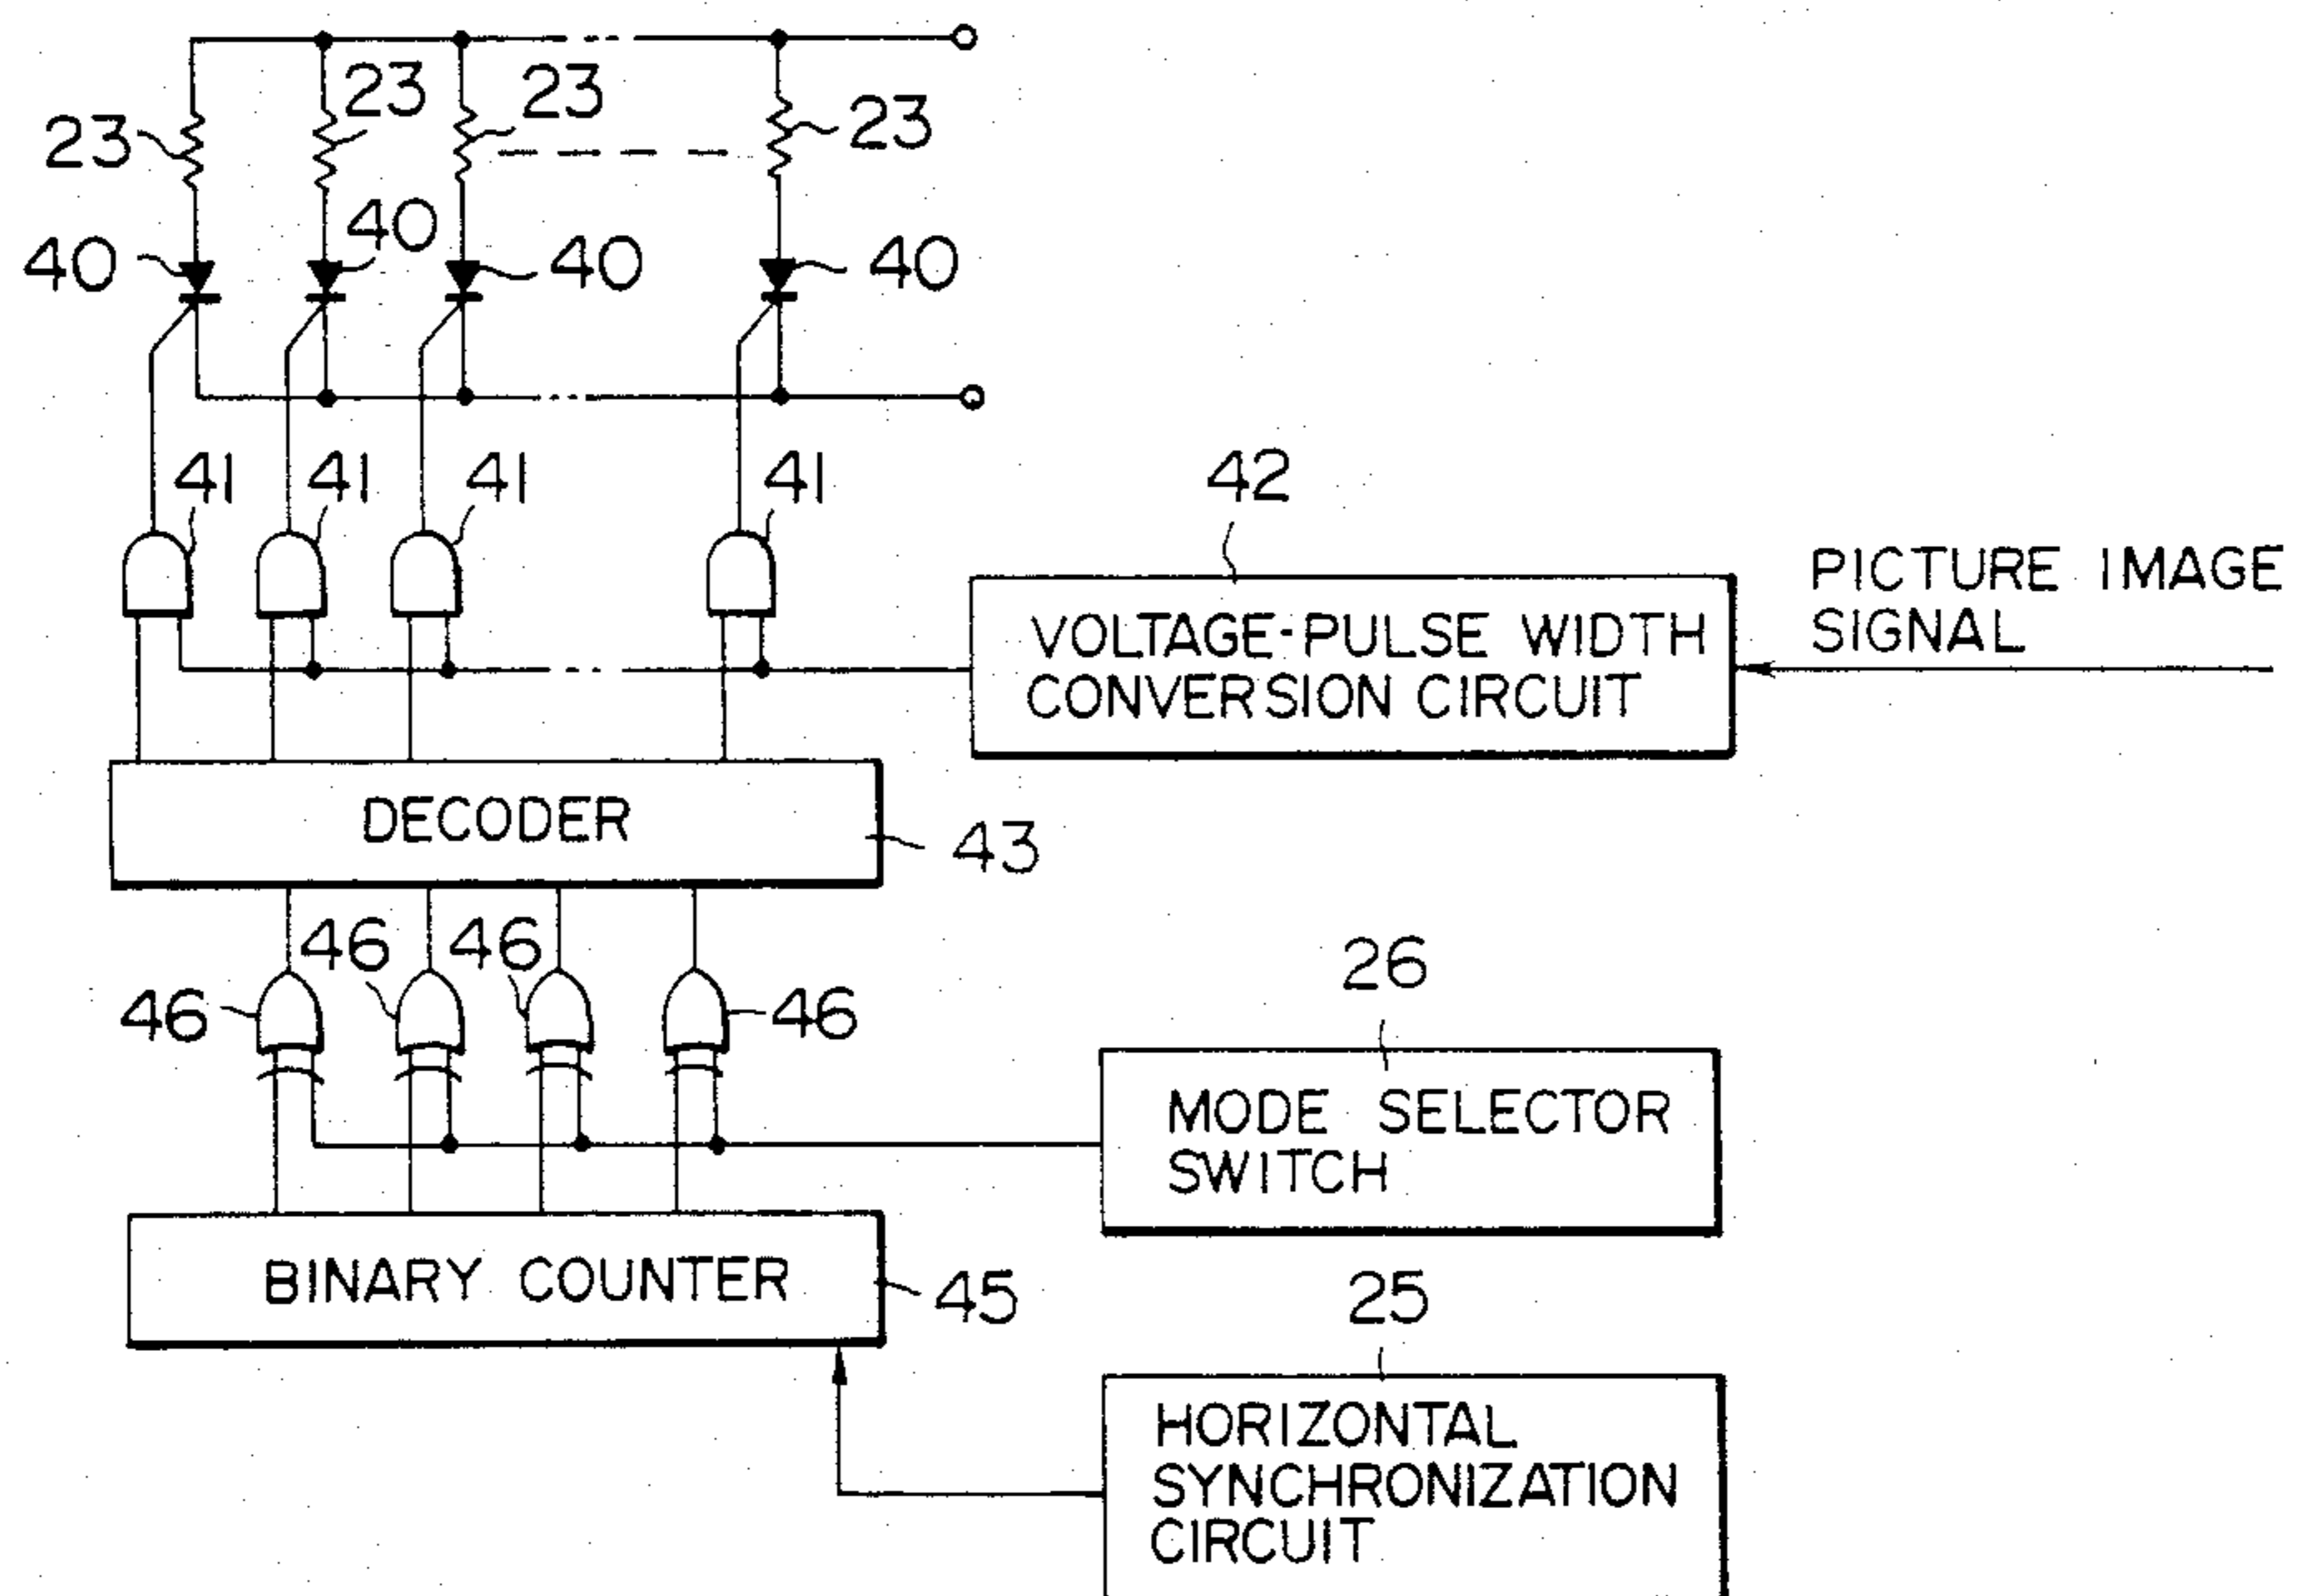 23
23
23
23
40
40
40
40
41
41
41
41
42
PICTURE IMAGE
SIGNAL
VOLTAGE-PULSE WIDTH
CONVERSION CIRCUIT
DECODER
43
46
46
46
46
26
MODE SELECTOR
SWITCH
BINARY COUNTER
45
25
HORIZONTAL
SYNCHRONIZATION
CIRCUIT